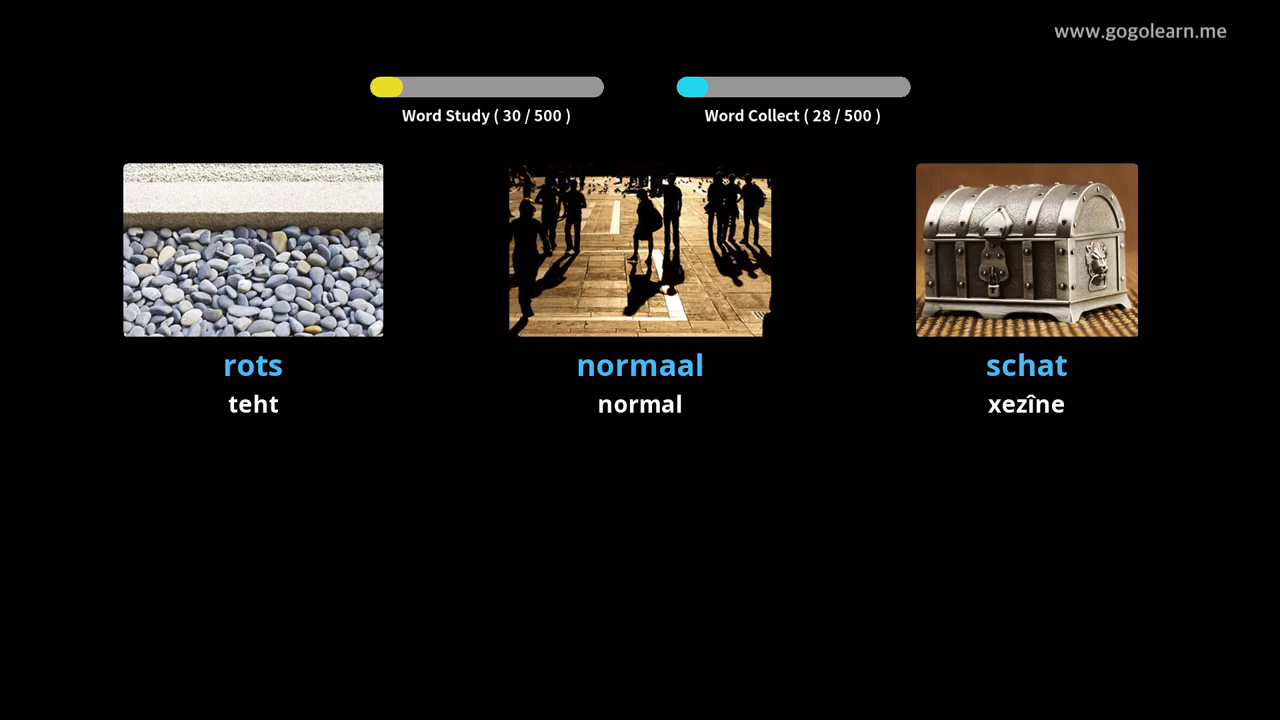 www.gogolearn.me
Word Study ( 30 / 500 )
Word Collect ( 28 / 500 )
rots
teht
normaal
normal
schat
xezîne